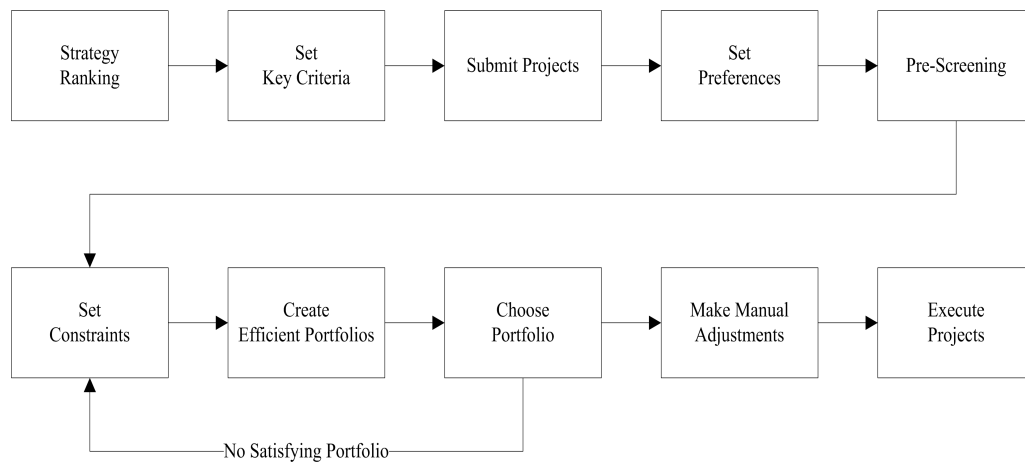 Strategy
Ranking
Set
Key Criteria
Submit Projects
Set
Preferences
Pre-Screening
Set
Constraints
Create
Efficient Portfolios
Choose
Portfolio
Make Manual
Adjustments
Execute
Projects
No Satisfying Portfolio